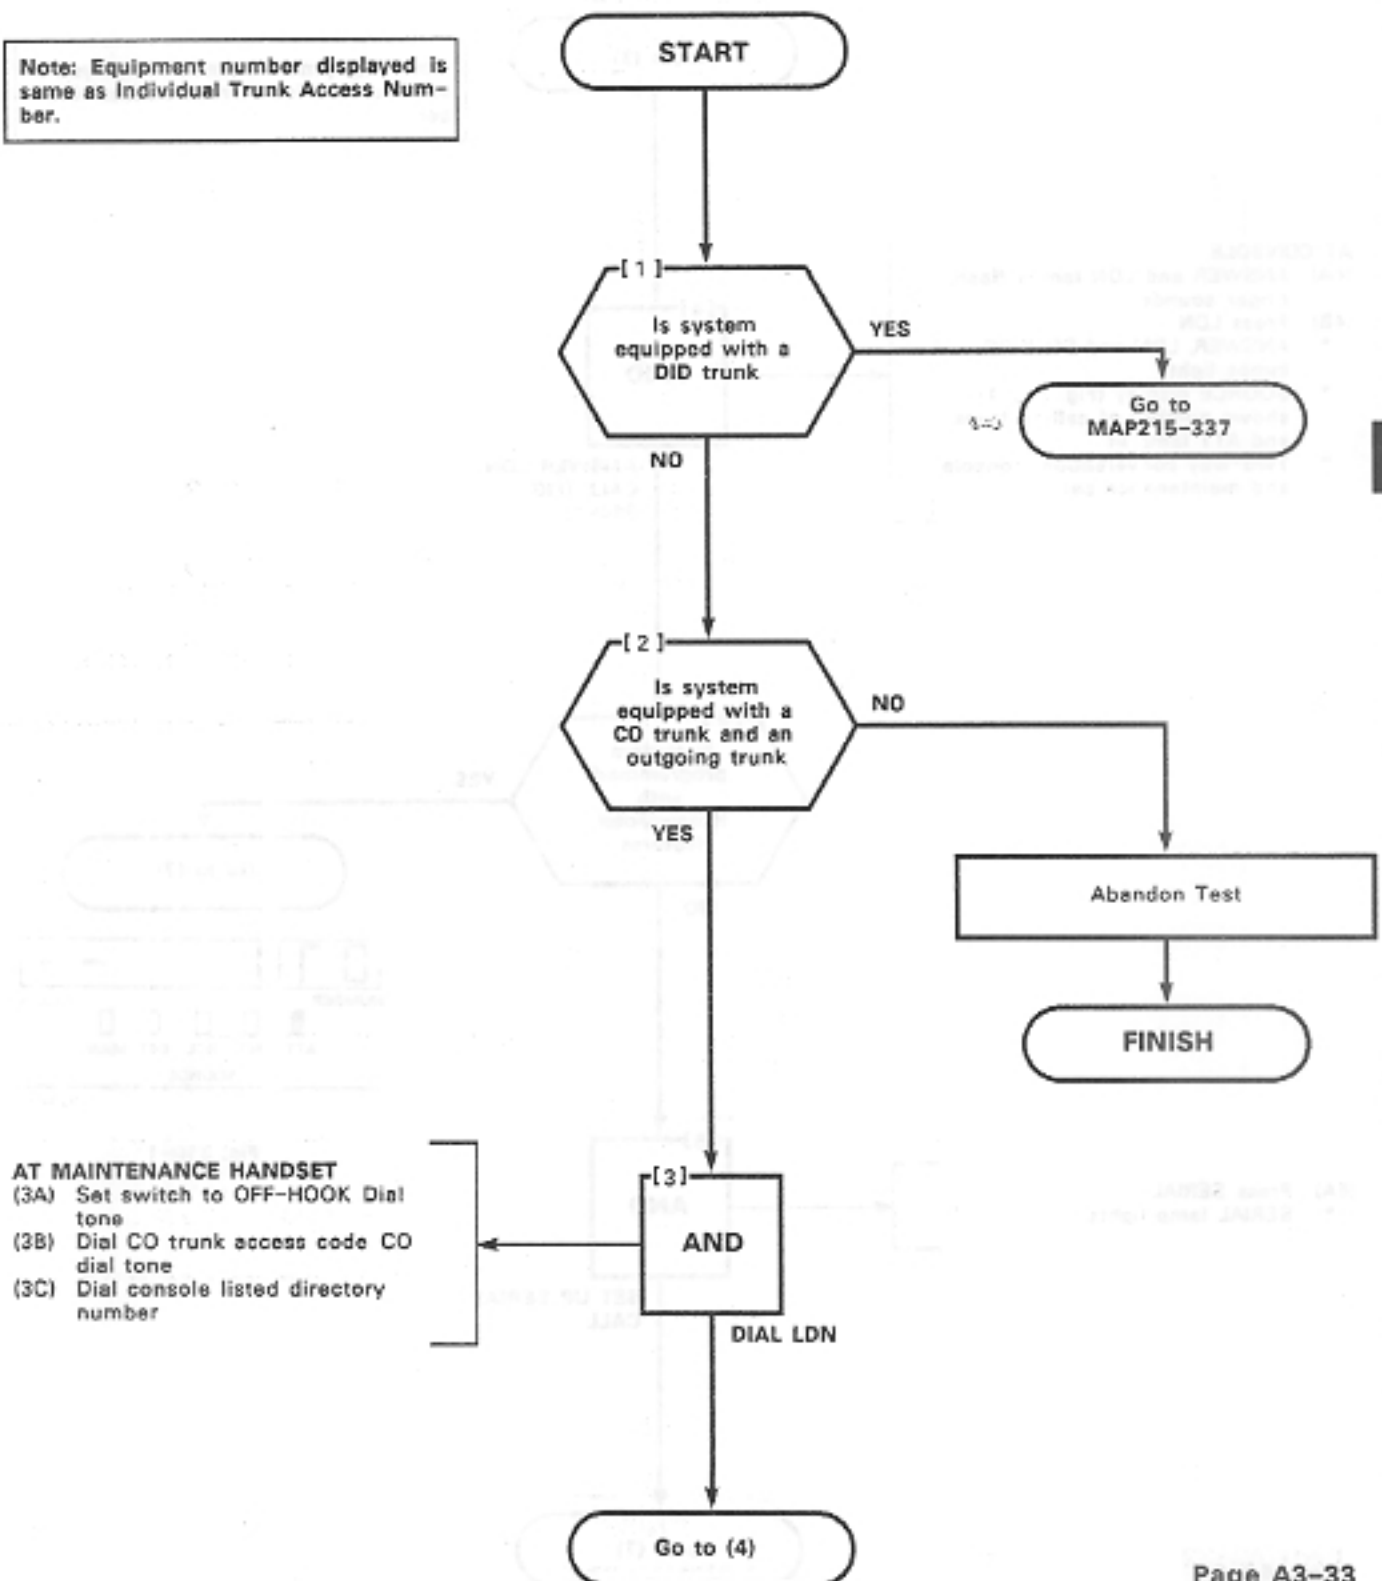 START
Note: Equipment number displayed is
same as Individual Trunk Access Num-
ber.
[ 1 ]
Is system
equipped with a
DID trunk
YES
Go to
MAP215-337
NO
[ 2 ]
Is system
equipped with a
CO trunk and an
outgoing trunk
NO
YES
Abandon Test
FINISH
AT MAINTENANCE HANDSET
(3A) Set switch to OFF-HOOK Dial
tone
(3B) Dial CO trunk access code CO
dial tone
(3C) Dial console listed directory
number
[3]
AND
DIAL LDN
Go to (4)
Page A3-33